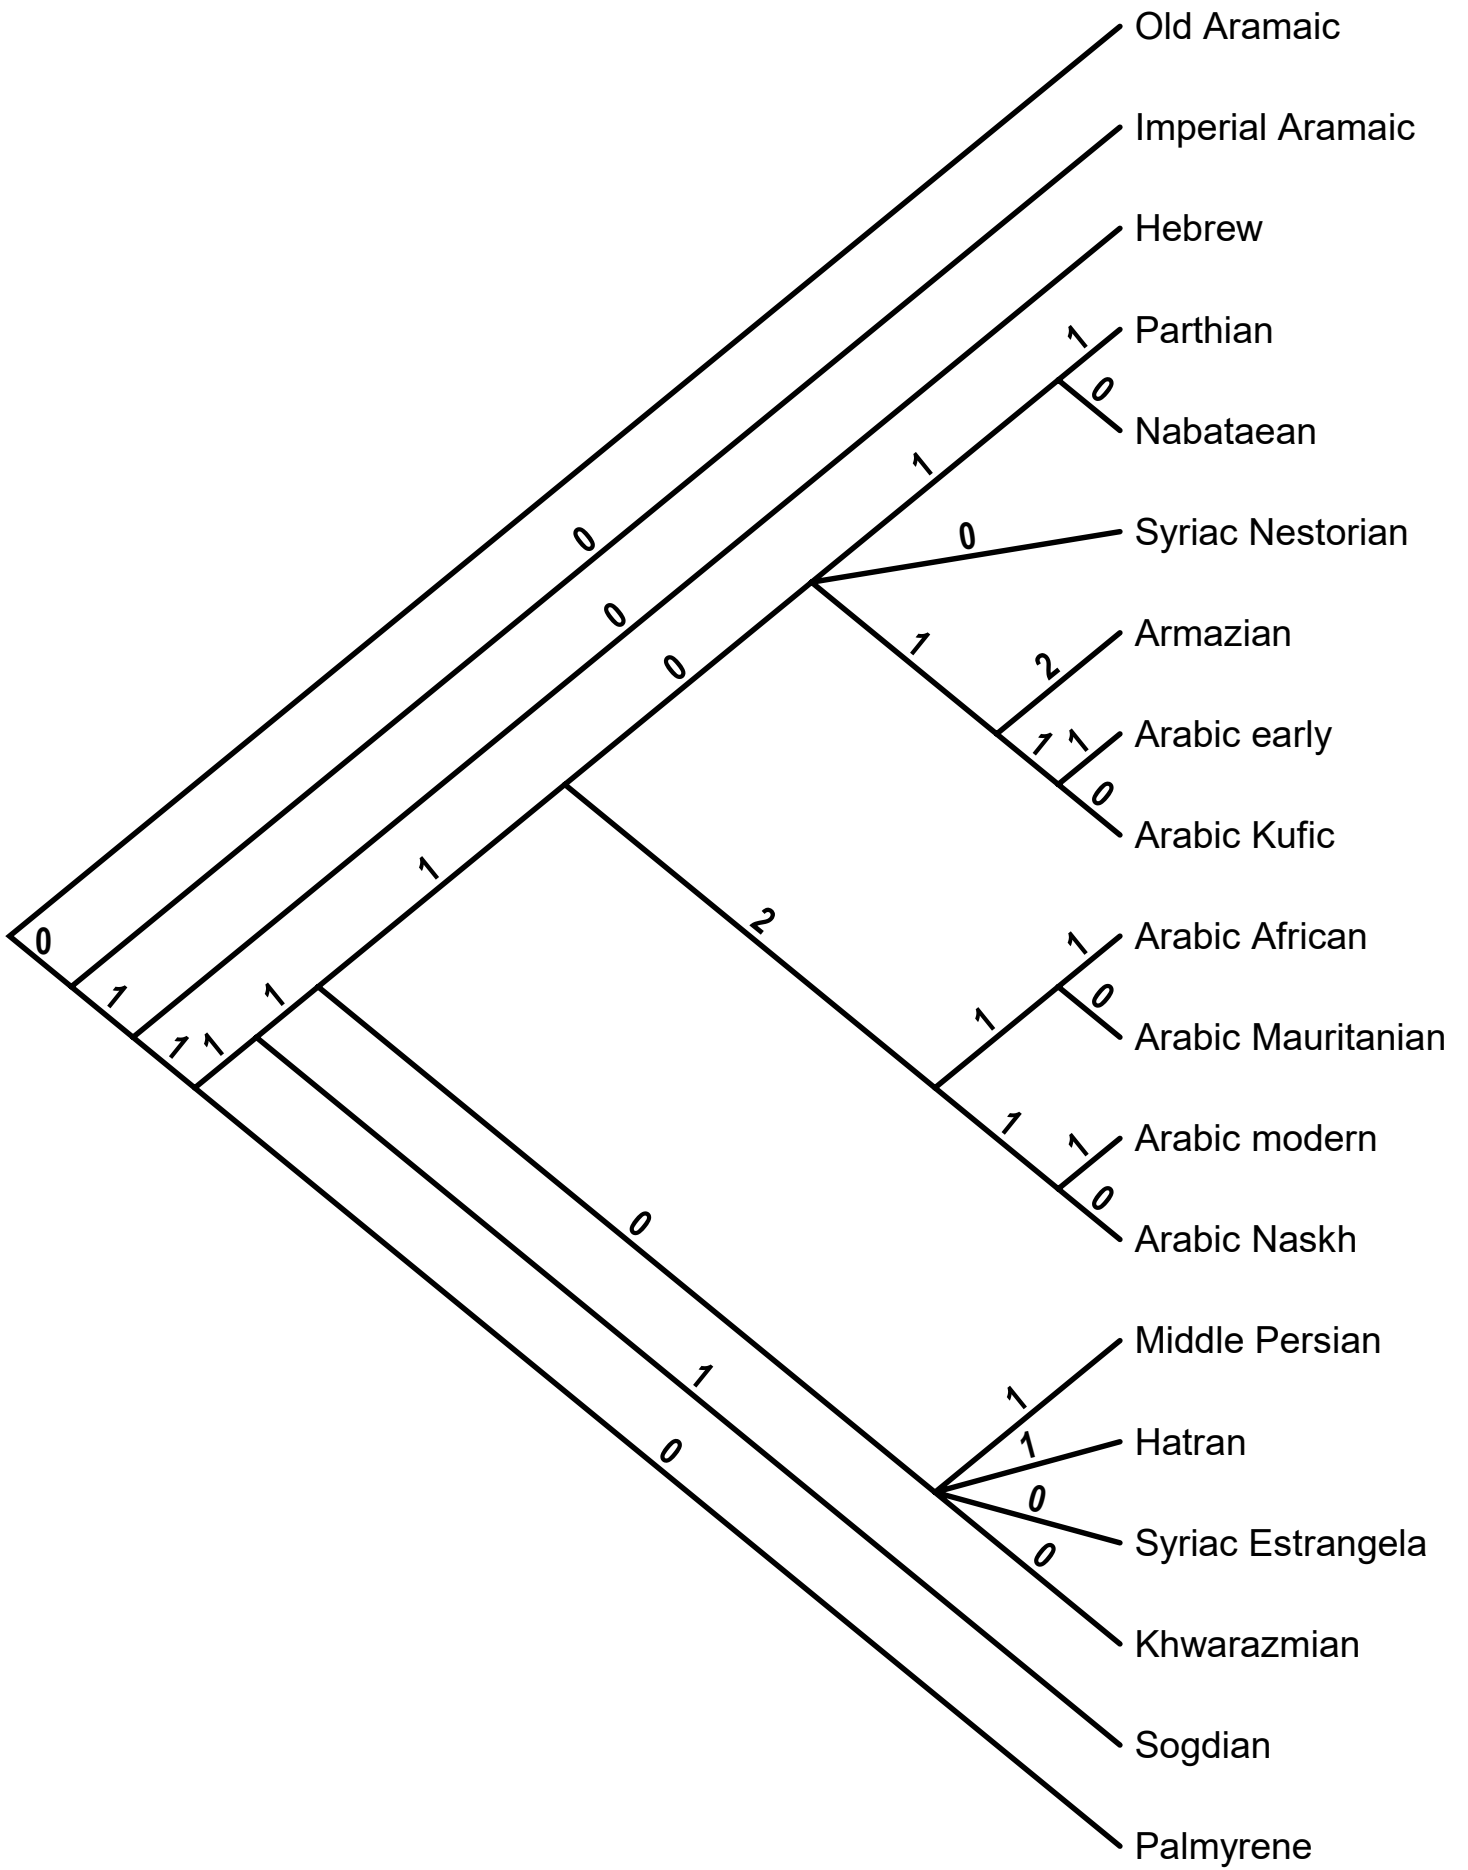 Old Aramaic
Imperial Aramaic
Hebrew
1 Parthian
0
Nabataean
1
0 Syriac Nestorian
0
0
1
2 Armazian
0
1 1 Arabic early
0
Arabic Kufic
1
2
0
1 Arabic African
1
1
0
1
Arabic Mauritanian
1 1
1
1 Arabic modern
0
0
Arabic Naskh
Middle Persian
1
1
1 Hatran
0
0
Syriac Estrangela
0
Khwarazmian
Sogdian
Palmyrene